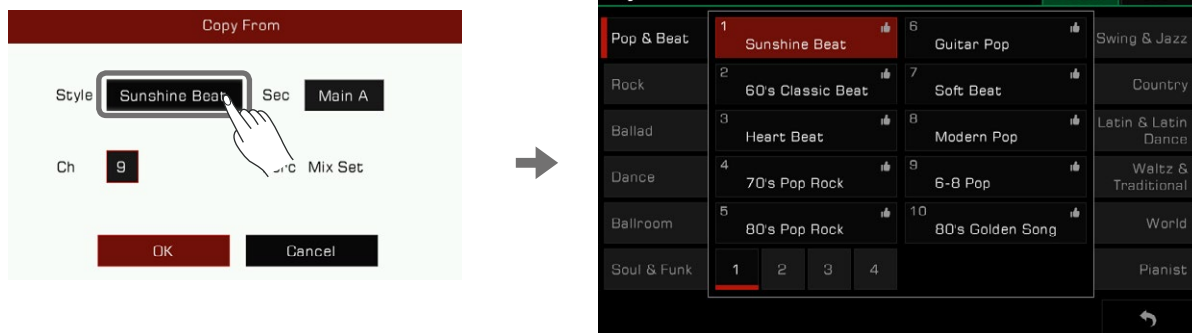 Copy From
Style Sunshine Beat Sec Main A
Ch 9 Mix Set
OK Cancel
Pop & Beat
Rock
Ballad
Dance
Ballroom
Soul & Funk
1 Sunshine Beat
2 60's Classic Beat
3 Heart Beat
4 70's Pop Rock
5 80's Pop Rock
6 Guitar Pop
7 Soft Beat
8 Modern Pop
9 6-8 Pop
10 80's Golden Song
1 2 3 4
Swing & Jazz
Country
Latin & Latin
Dance
Waltz &
Traditional
World
Pianist